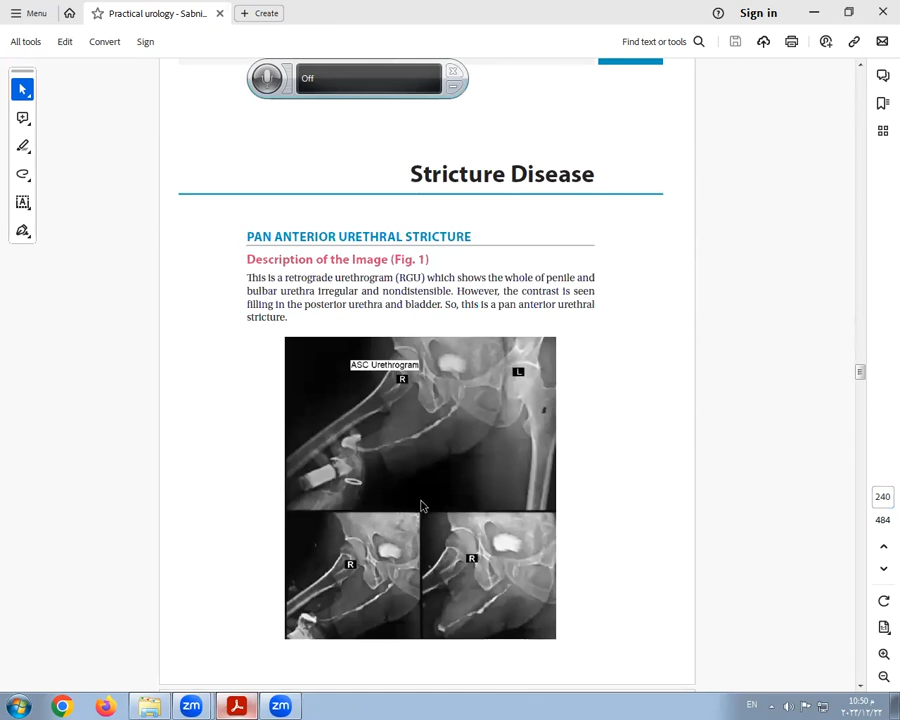 Menu
Practical urology - Sabni...
Create
Sign in
All tools
Edit
Convert
Sign
Find text or tools
Off
Stricture Disease
PAN ANTERIOR URETHRAL STRICTURE
Description of the Image (Fig. 1)
This is a retrograde urethrogram (RGU) which shows the whole of penile and
bulbar urethra irregular and nondistensible. However, the contrast is seen
filling in the posterior urethra and bladder. So, this is a pan anterior urethral
stricture.
ASC Urethrogram
R
L
R
R
240
484
EN
10:50 م
٢٠٢٣/١٢/٢٣